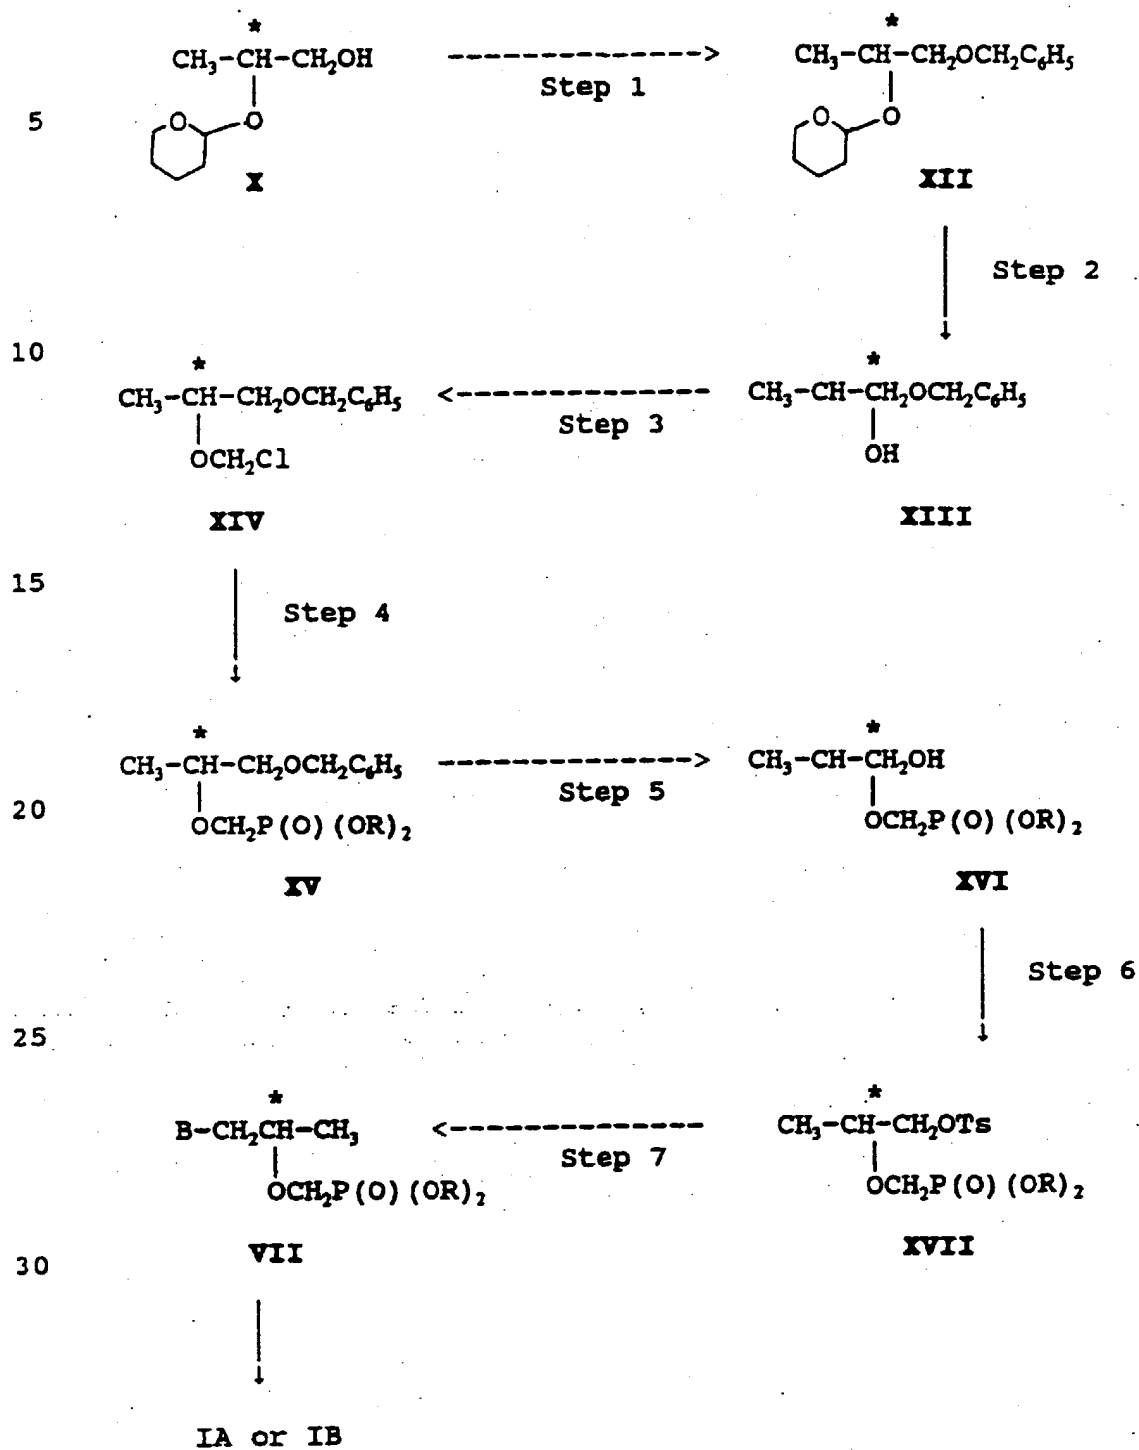 *
*
CH₃-CH-CH₂OH
---------------->
Step 1
CH₃-CH-CH₂OCH₂C₆H₅
5
O
O
O
O
X
XII
Step 2
10
*
*
CH₃-CH-CH₂OCH₂C₆H₅
<----------------
Step 3
CH₃-CH-CH₂OCH₂C₆H₅
OCH₂Cl
OH
XIV
XIII
15
Step 4
*
*
CH₃-CH-CH₂OCH₂C₆H₅
---------------->
Step 5
CH₃-CH-CH₂OH
20
OCH₂P(O)(OR)₂
OCH₂P(O)(OR)₂
XV
XVI
Step 6
25
*
*
B-CH₂CH-CH₃
<----------------
Step 7
CH₃-CH-CH₂OTs
OCH₂P(O)(OR)₂
OCH₂P(O)(OR)₂
VII
XVII
30
IA or IB